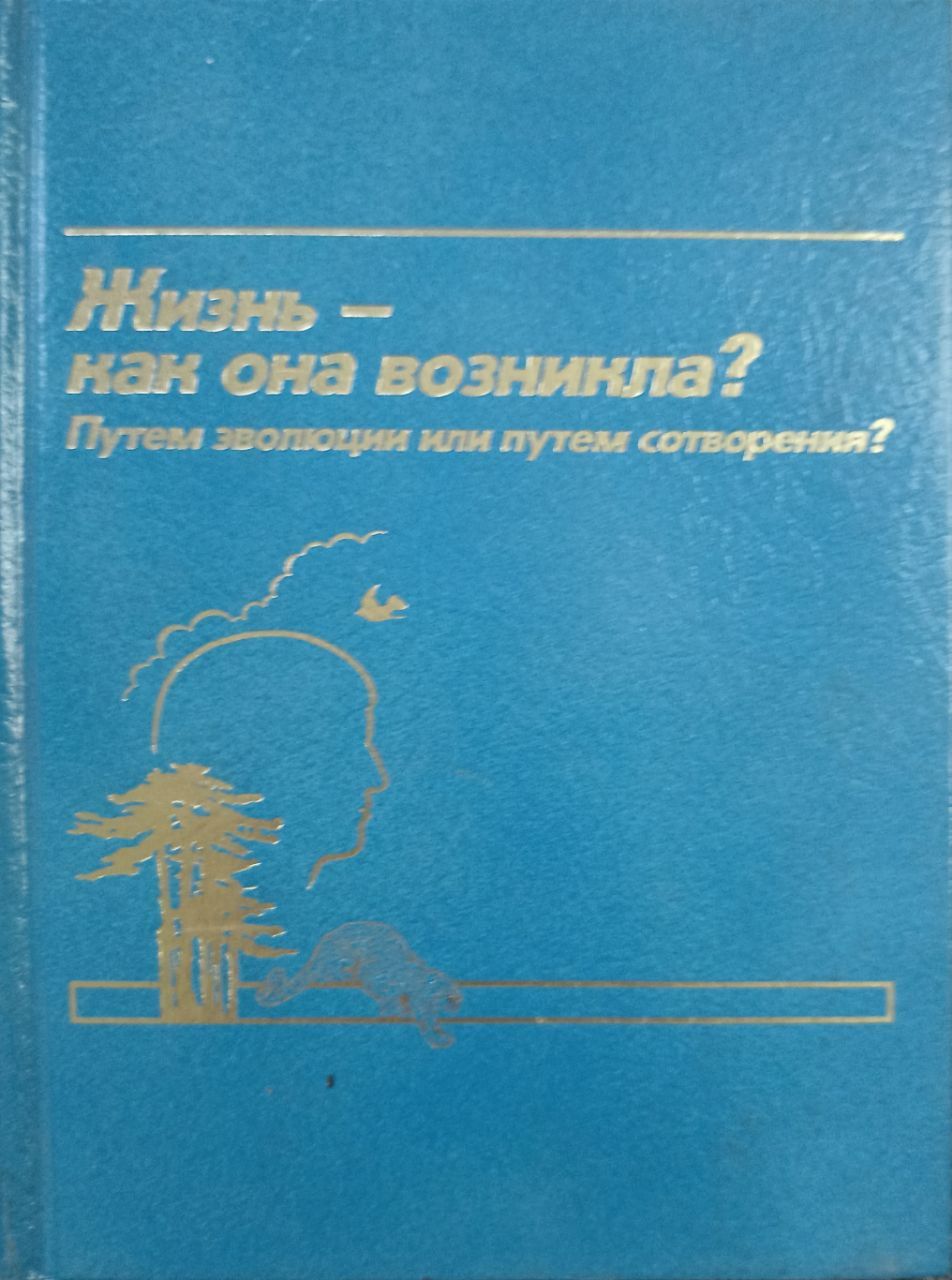 Жизнь –
как она возникла?
Путем эволюции или путем сотворения?